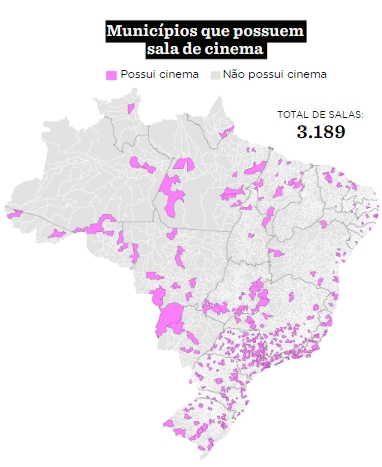 Municípios que possuem
sala de cinema
Possui cinema Não possui cinema
TOTAL DE SALAS:
3.189